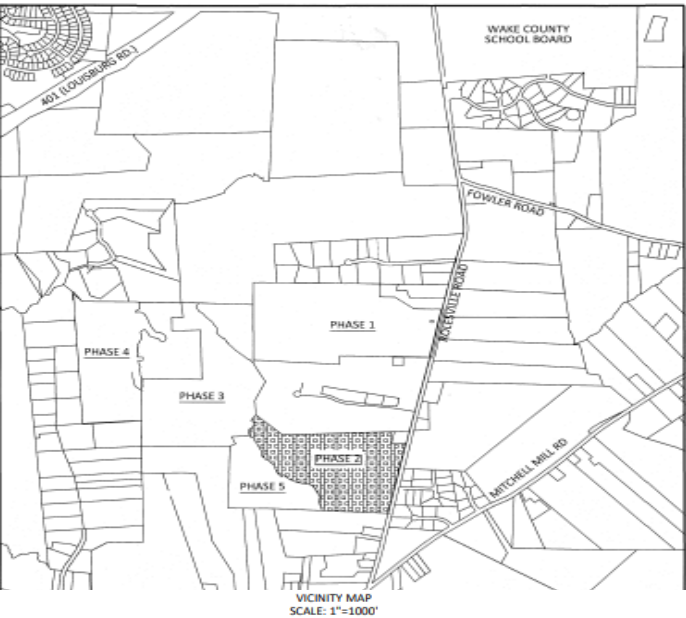 WAKE COUNTY
SCHOOL BOARD
401 (LOUISBURG RD.)
FOWLER ROAD
ROLESVILLE ROAD
PHASE 1
PHASE 4
PHASE 3
PHASE 2
PHASE 5
MITCHELL MILL RD
VICINITY MAP
SCALE: 1"=1000'